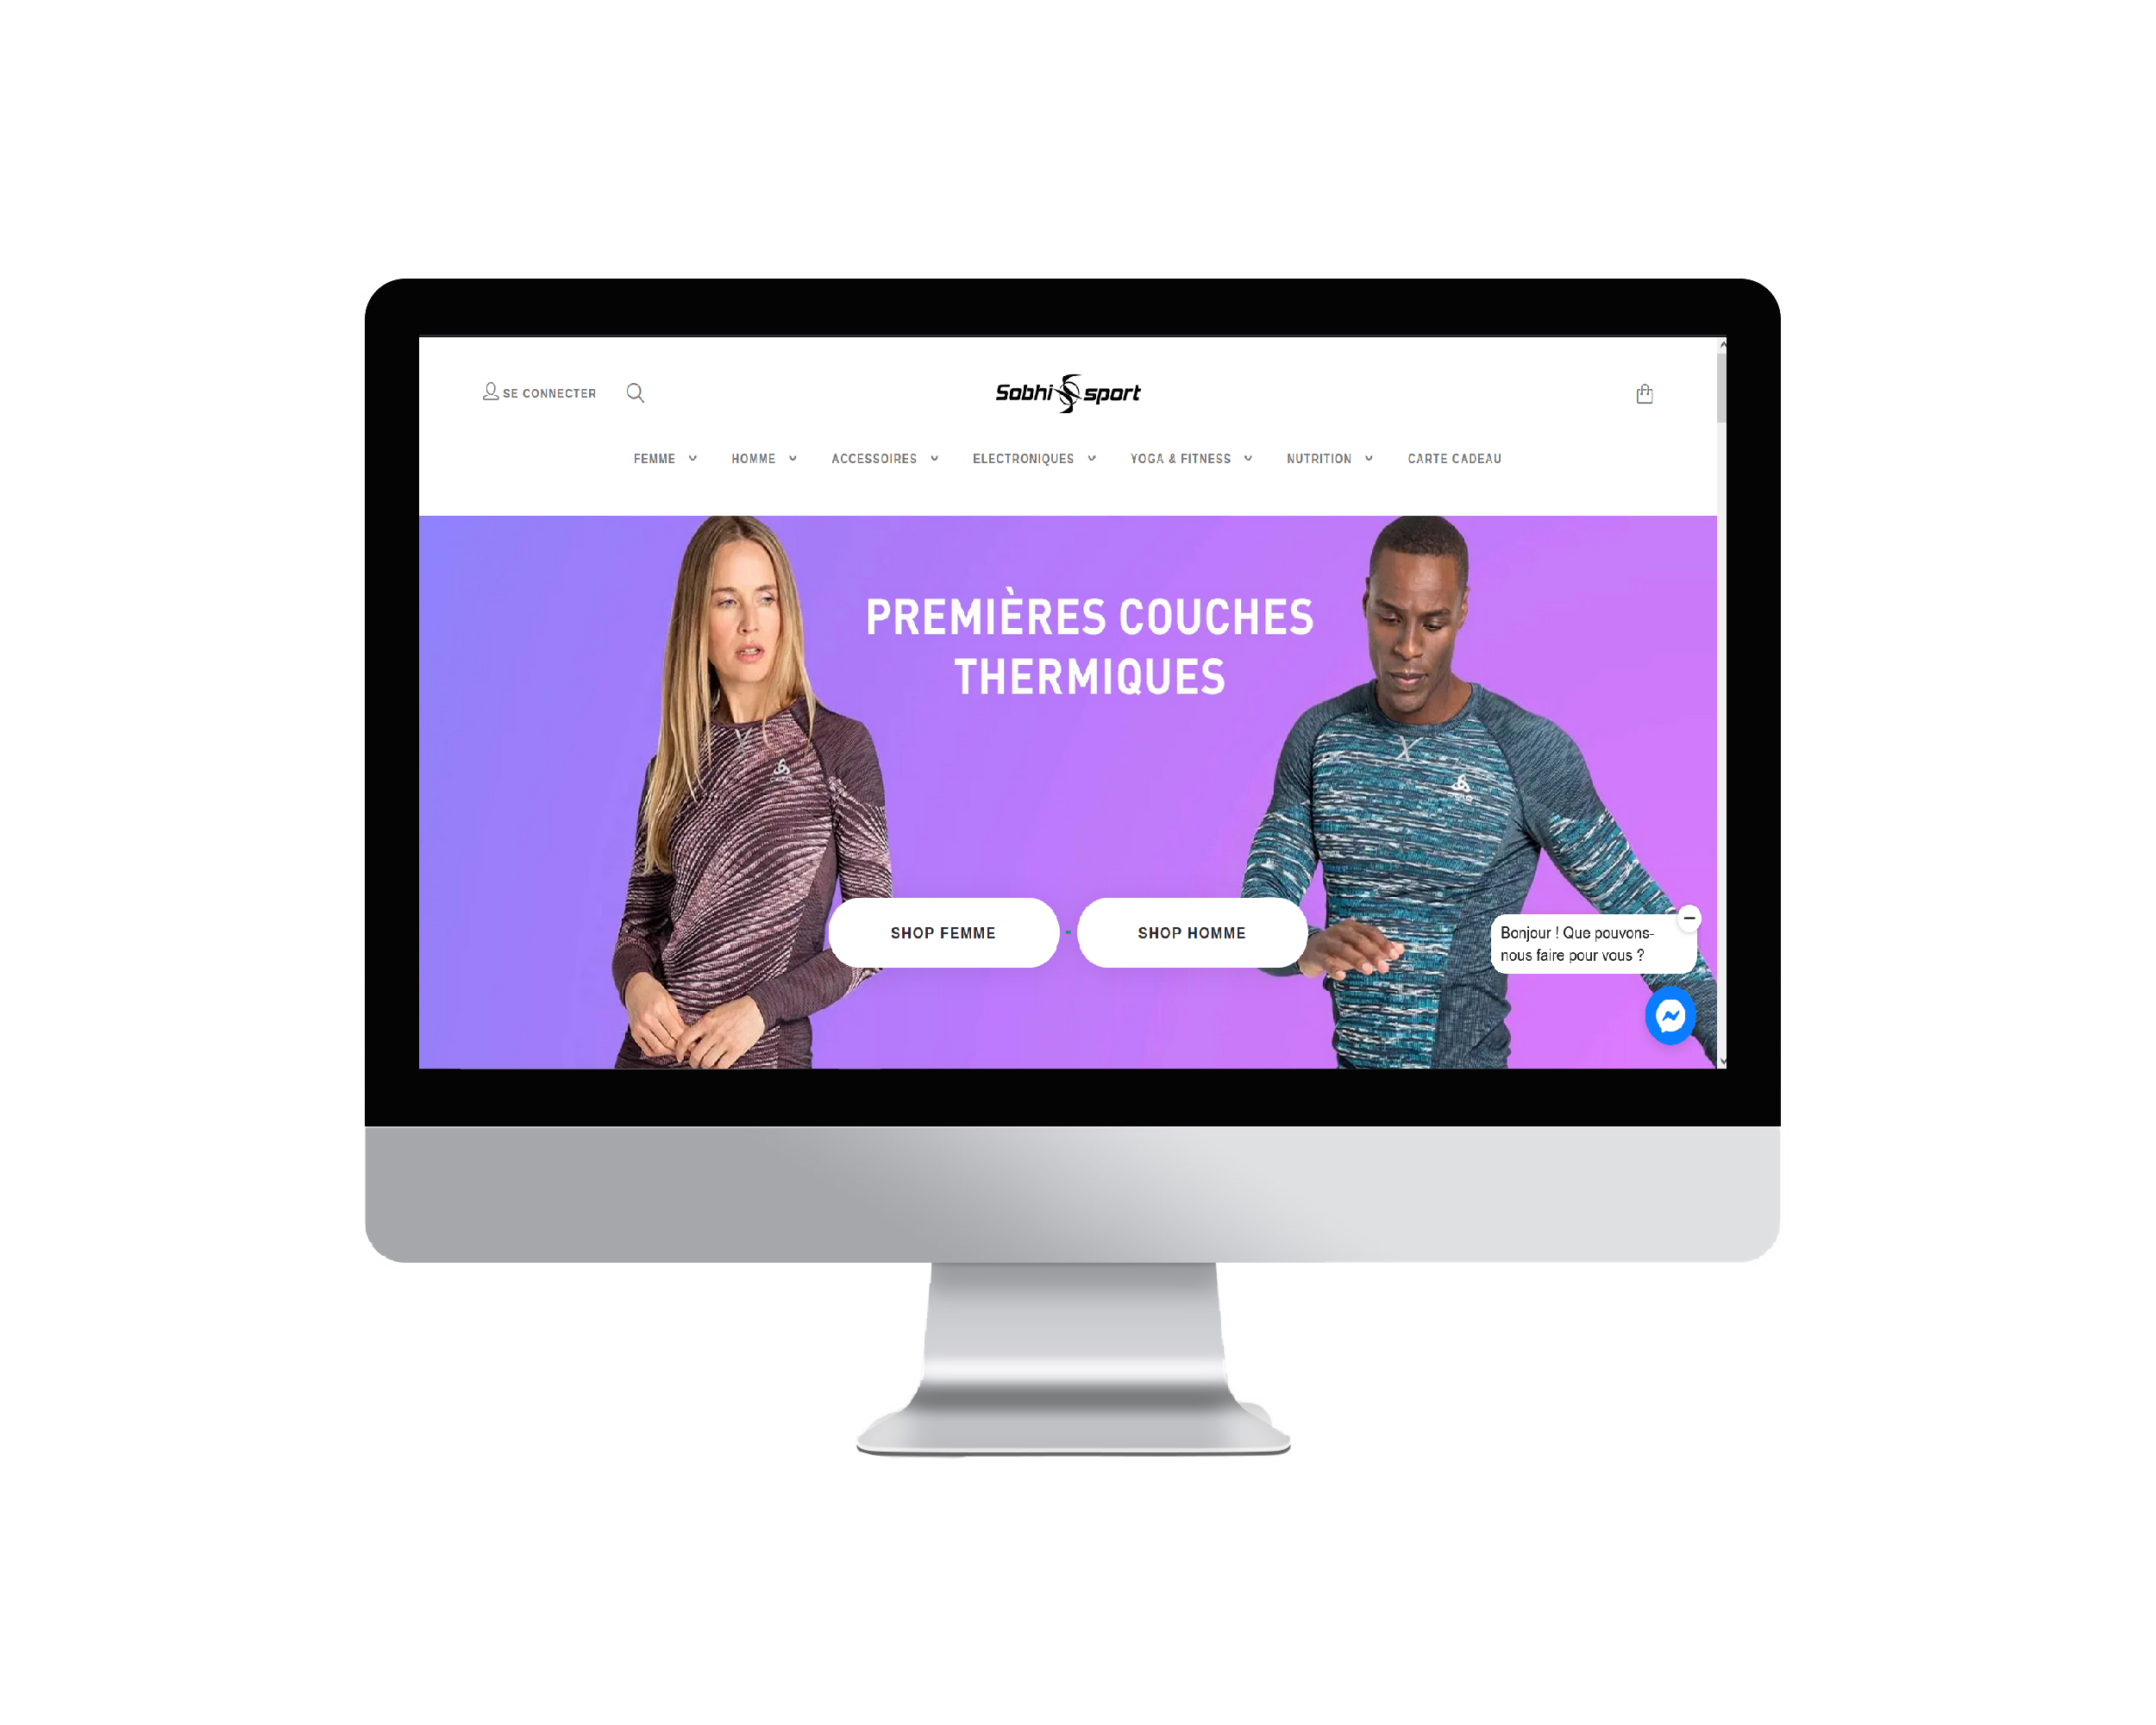 SE CONNECTER
Sobhi sport
FEMME
HOMME
ACCESSOIRES
ELECTRONIQUES
YOGA & FITNESS
NUTRITION
CARTE CADEAU
PREMIÈRES COUCHES
THERMIQUES
SHOP FEMME - SHOP HOMME
Bonjour ! Que pouvons-
nous faire pour vous ?